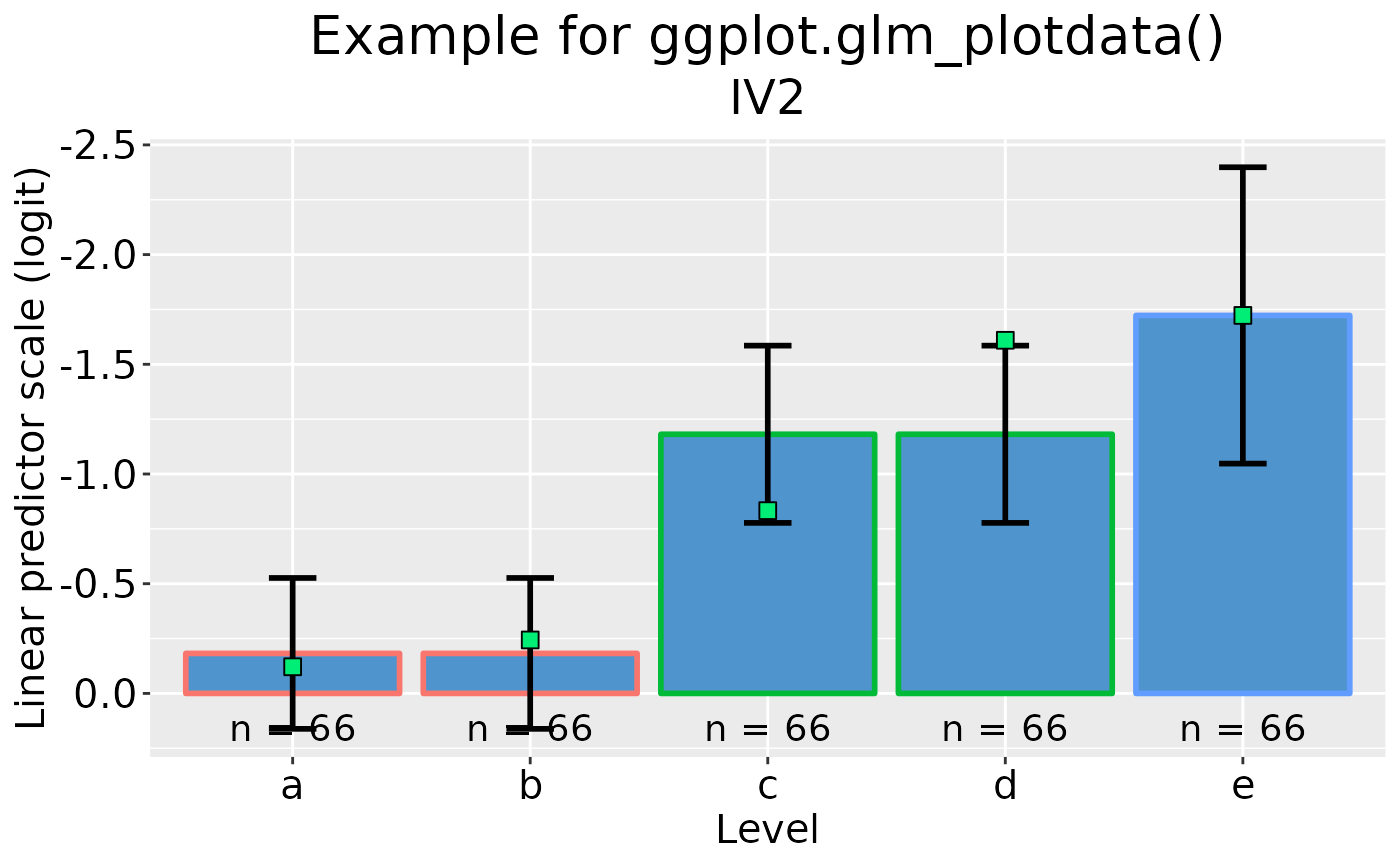 Example for ggplot.glm_plotdata()
IV2
Linear predictor scale (logit)
-2.5
-2.0
-1.5
-1.0
-0.5
0.0
n = 66 n = 66 n = 66 n = 66 n = 66
a b c d e
Level